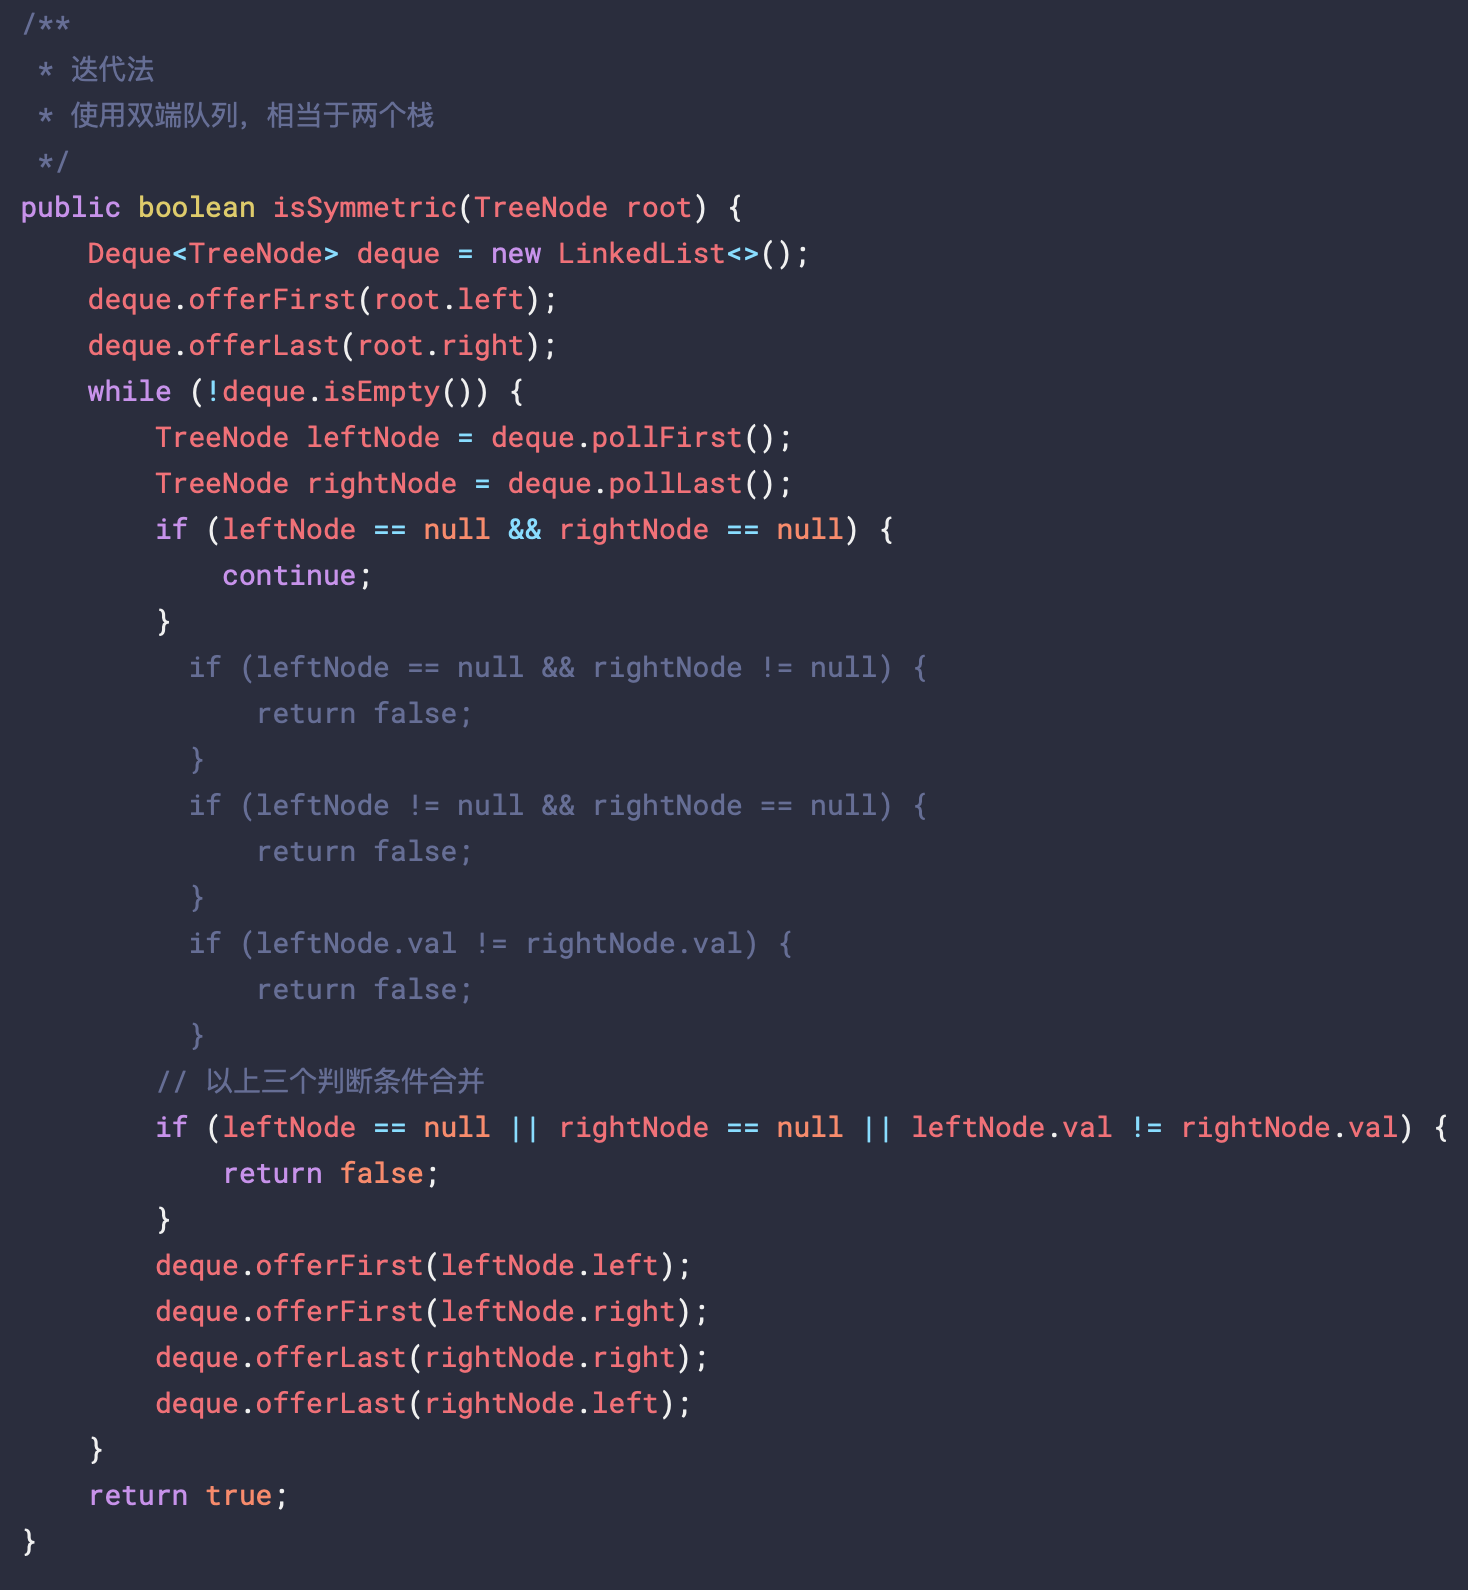 /**
 * 迭代法
 * 使用双端队列，相当于两个栈
 */
public boolean isSymmetric(TreeNode root) {
    Deque<TreeNode> deque = new LinkedList<>();
    deque.offerFirst(root.left);
    deque.offerLast(root.right);
    while (!deque.isEmpty()) {
        TreeNode leftNode = deque.pollFirst();
        TreeNode rightNode = deque.pollLast();
        if (leftNode == null && rightNode == null) {
            continue;
        }
          if (leftNode == null && rightNode != null) {
              return false;
          }
          if (leftNode != null && rightNode == null) {
              return false;
          }
          if (leftNode.val != rightNode.val) {
              return false;
          }
        // 以上三个判断条件合并
        if (leftNode == null || rightNode == null || leftNode.val != rightNode.val) {
            return false;
        }
        deque.offerFirst(leftNode.left);
        deque.offerFirst(leftNode.right);
        deque.offerLast(rightNode.right);
        deque.offerLast(rightNode.left);
    }
    return true;
}